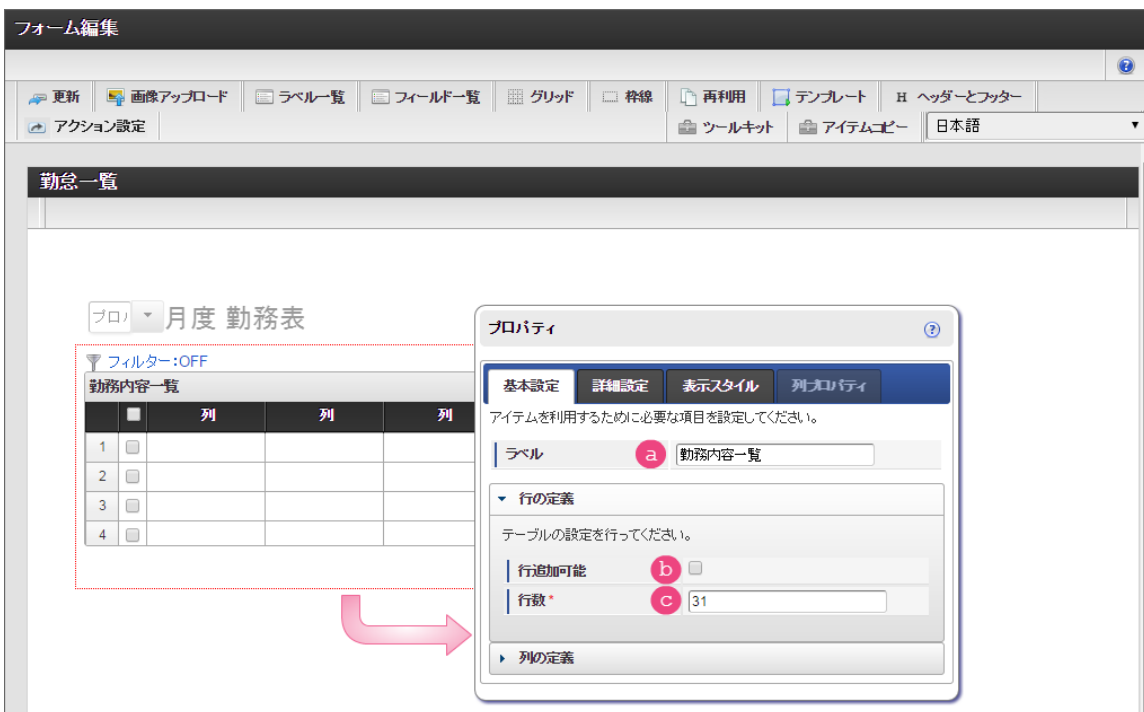 フォーム編集
更新 画像アップロード ラベル一覧 フィールド一覧 グリッド 枠線 再利用 テンプレート H ヘッダーとフッター
アクション設定 ツールキット アイテムコピー 日本語
勤怠一覧
プロパ 月度 勤務表
フィルター:OFF
勤務内容一覧
列 列 列
1
2
3
4
プロパティ
基本設定 詳細設定 表示スタイル 列プロパティ
アイテムを利用するために必要な項目を設定してください。
ラベル a 勤務内容一覧
行の定義
テーブルの設定を行ってください。
行追加可能 b
行数* c 31
列の定義